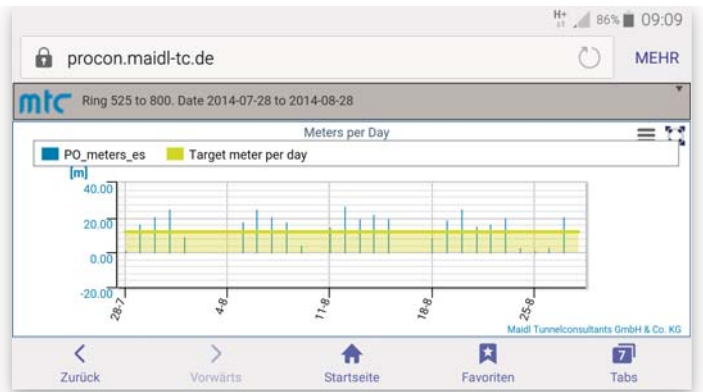 H+ 86% 09:09
procon.maidl-tc.de MEHR
mtc Ring 525 to 800. Date 2014-07-28 to 2014-08-28
Meters per Day
PO_meters_es Target meter per day
[m]
40.00
20.00
0.00
-20.00
28-7 4-8 11-8 18-8 25-8
Maidl Tunnelconsultants GmbH & Co. KG
7
Zurück Vorwärts Startseite Favoriten Tabs